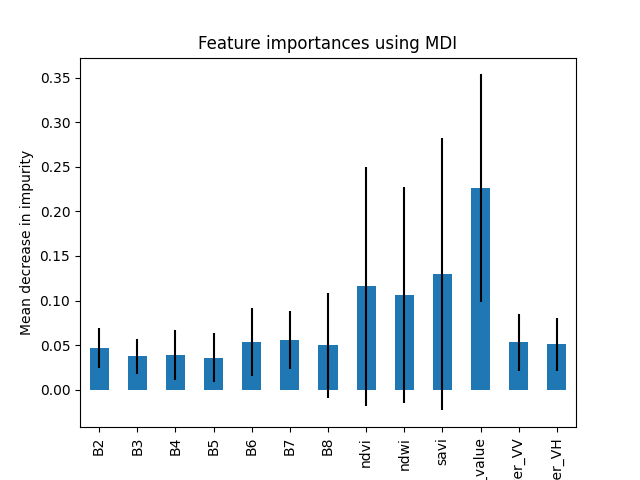 Feature importances using MDI
Mean decrease in impurity
0.35
0.30
0.25
0.20
0.15
0.10
0.05
0.00
B2
B3
B4
B5
B6
B7
B8
ndvi
ndwi
savi
_value
er_VV
er_VH